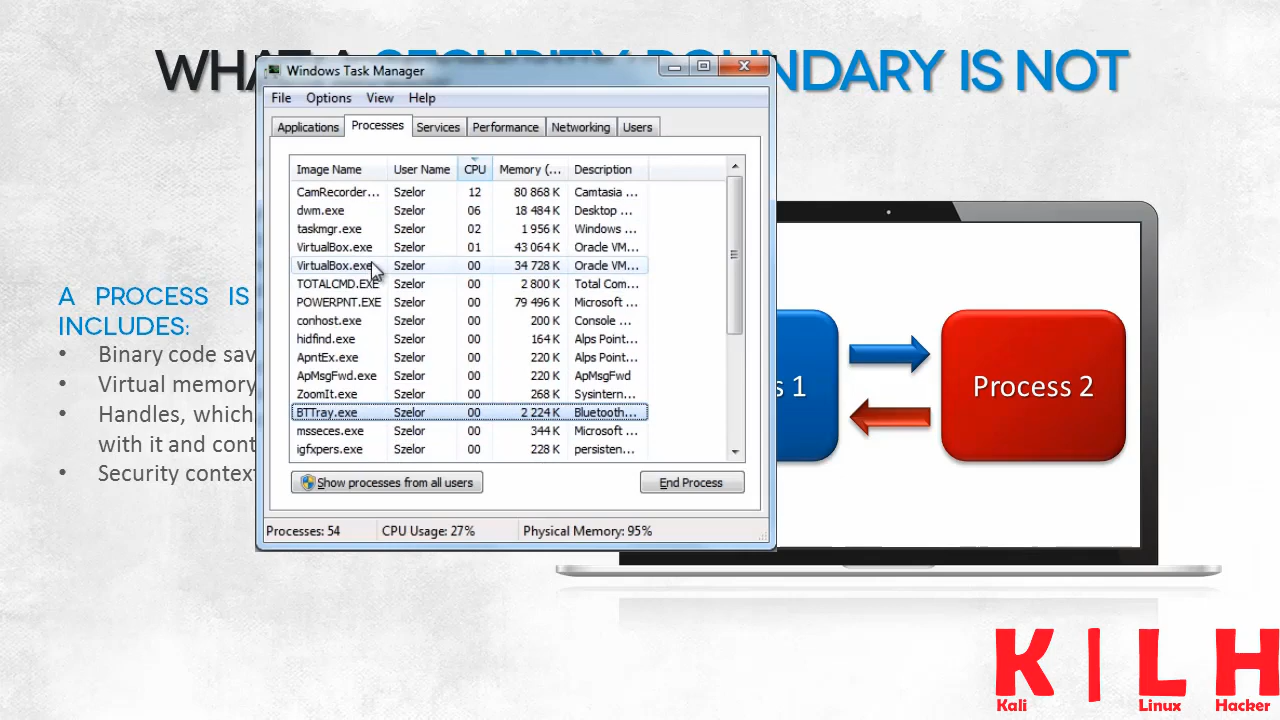 WHAT A SECURITY BOUNDARY IS NOT
Windows Task Manager
File Options View Help
Applications Processes Services Performance Networking Users
Image Name User Name CPU Memory (... Description
CamRecorder... Szelor 12 80 868 K Camtasia ...
dwm.exe Szelor 06 18 484 K Desktop ...
taskmgr.exe Szelor 02 1 956 K Windows ...
VirtualBox.exe Szelor 01 43 064 K Oracle VM...
VirtualBox.exe Szelor 00 34 728 K Oracle VM...
TOTALCMD.EXE Szelor 00 2 800 K Total Com...
POWERPNT.EXE Szelor 00 79 496 K Microsoft ...
conhost.exe Szelor 00 200 K Console ...
hidfind.exe Szelor 00 164 K Alps Point...
ApntEx.exe Szelor 00 220 K Alps Point...
ApMsgFwd.exe Szelor 00 220 K ApMsgFwd
ZoomIt.exe Szelor 00 268 K Sysintern...
BTTray.exe Szelor 00 2 224 K Bluetooth...
msseces.exe Szelor 00 344 K Microsoft ...
igfxpers.exe Szelor 00 228 K persisten...
Show processes from all users End Process
Processes: 54 CPU Usage: 27% Physical Memory: 95%
A PROCESS IS
INCLUDES:
• Binary code sav
• Virtual memory
• Handles, which
with it and cont
• Security context
s 1
Process 2
K | L H
Kali Linux Hacker